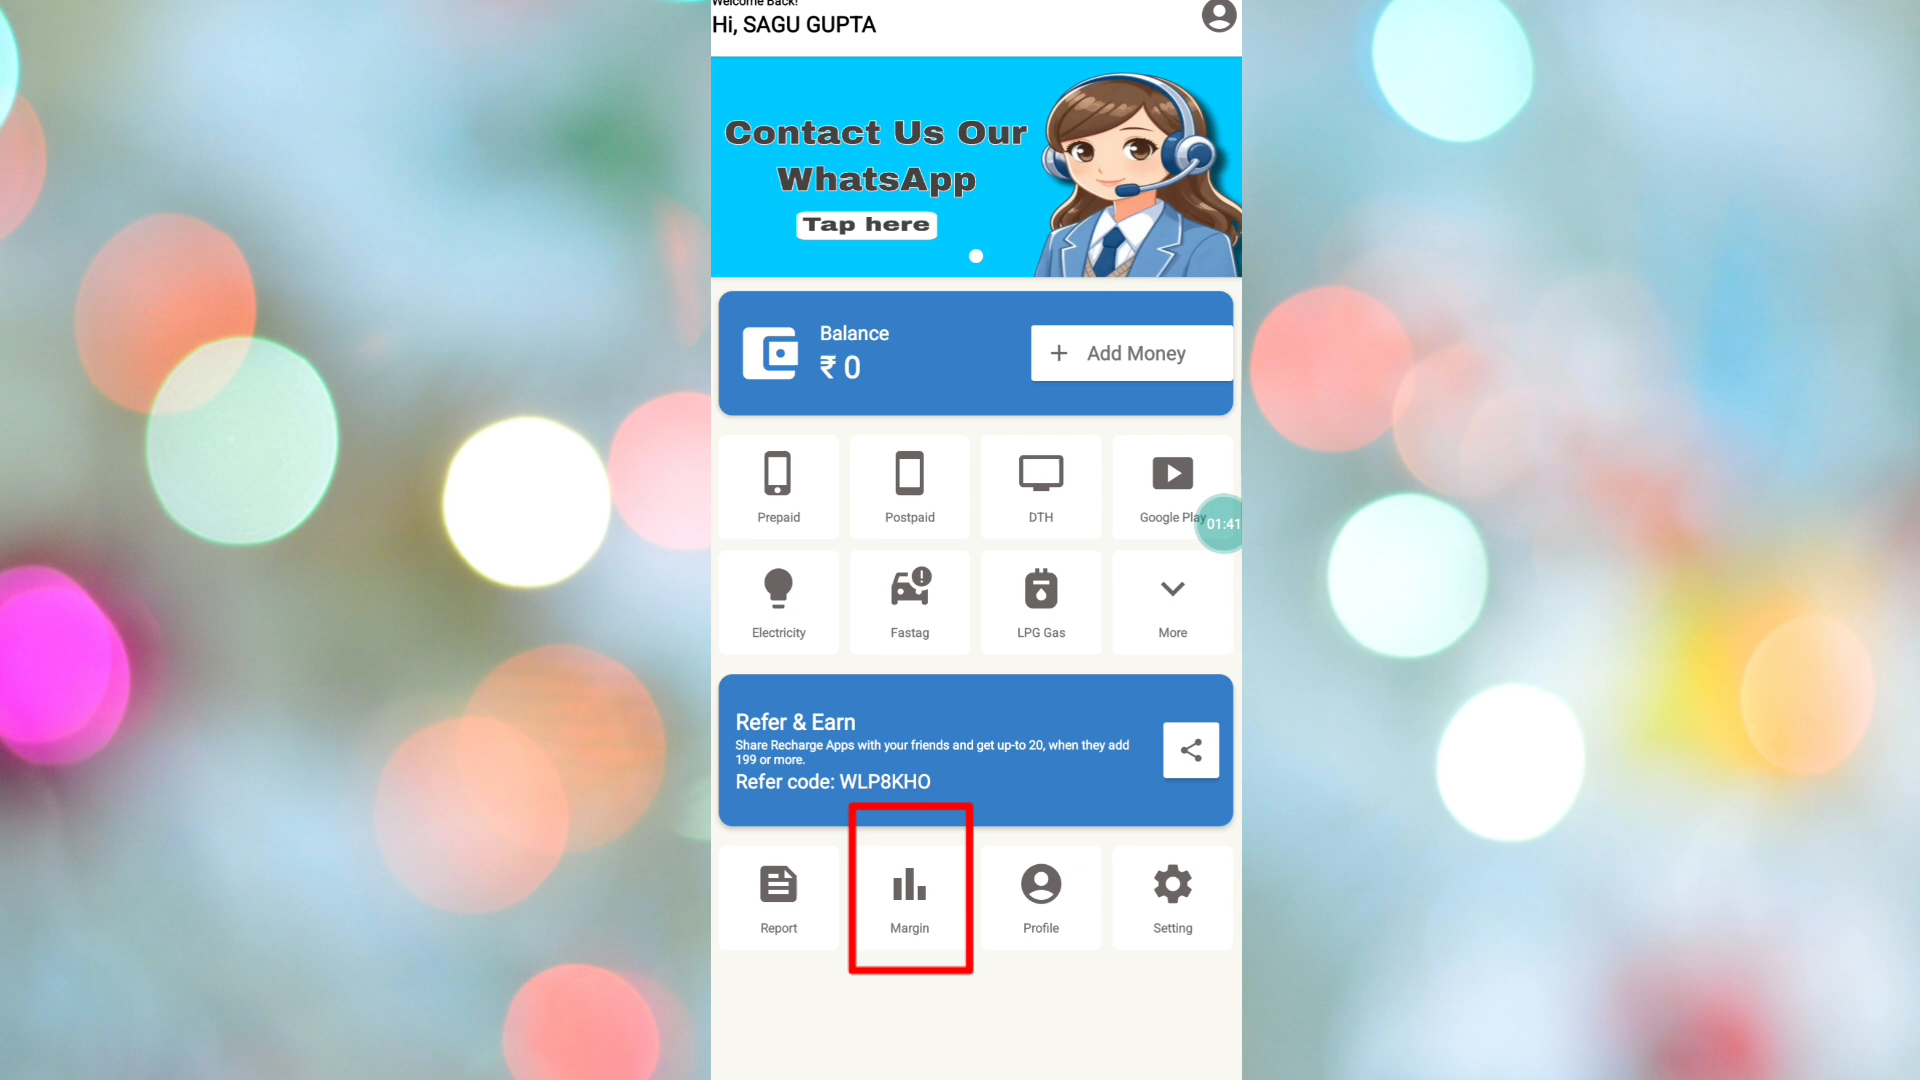 Welcome Back!
Hi, SAGU GUPTA
Contact Us Our
WhatsApp
Tap here
Balance
₹ 0
+ Add Money
Prepaid
Postpaid
DTH
Google Play
01:41
Electricity
Fastag
LPG Gas
More
Refer & Earn
Share Recharge Apps with your friends and get up-to 20, when they add
199 or more.
Refer code: WLP8KHO
Report
Margin
Profile
Setting